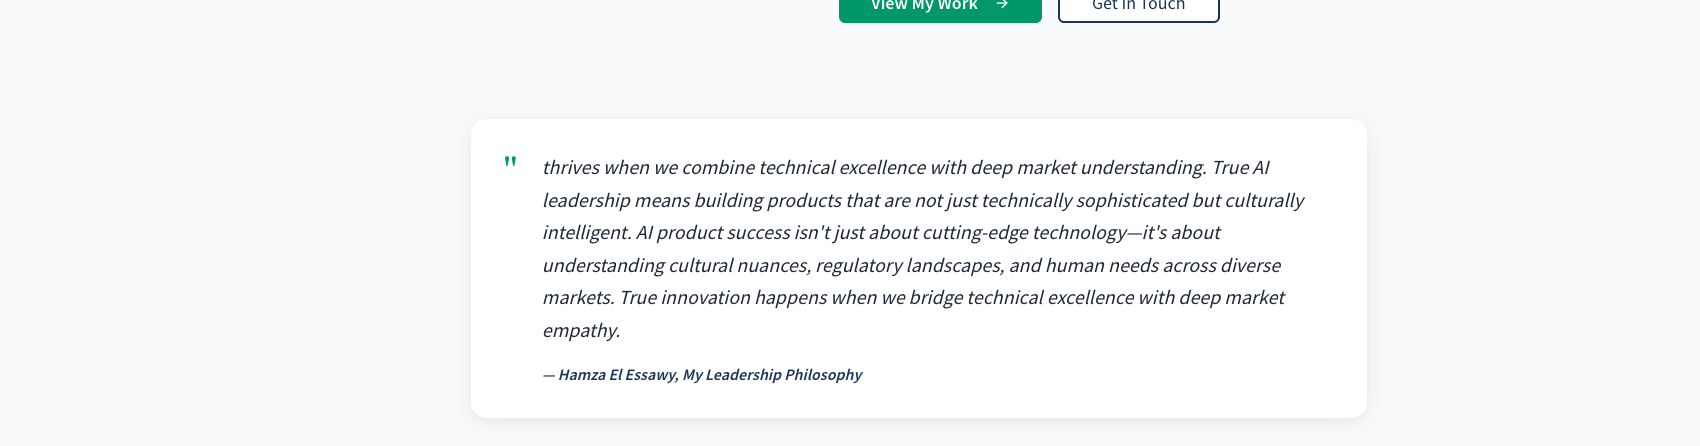 View My Work →
Get In Touch
"
thrives when we combine technical excellence with deep market understanding. True AI
leadership means building products that are not just technically sophisticated but culturally
intelligent. AI product success isn't just about cutting-edge technology—it's about
understanding cultural nuances, regulatory landscapes, and human needs across diverse
markets. True innovation happens when we bridge technical excellence with deep market
empathy.
— Hamza El Essawy, My Leadership Philosophy